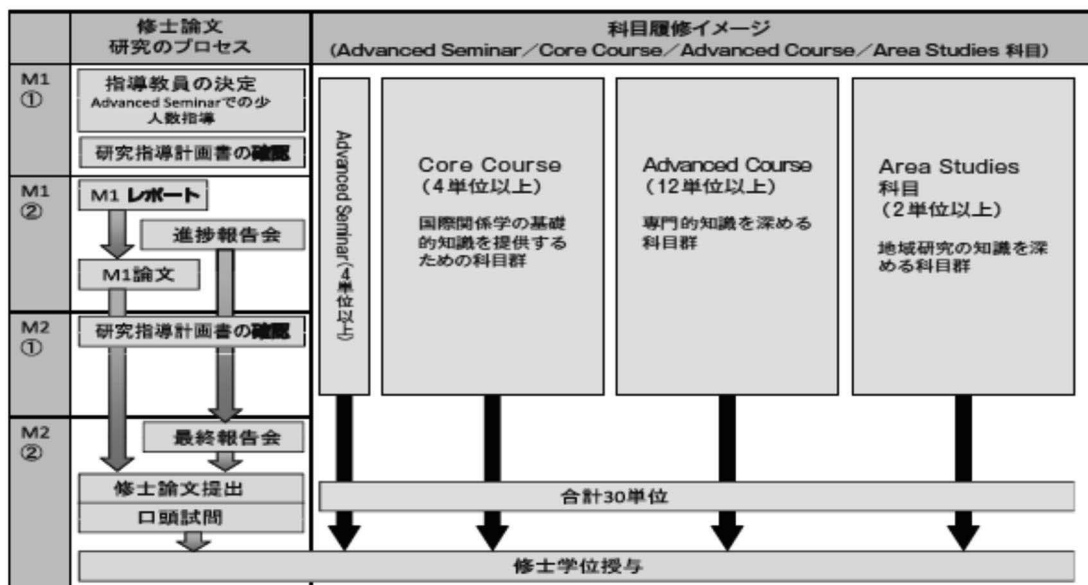 修士論文
研究のプロセス
科目履修イメージ
(Advanced Seminar／Core Course／Advanced Course／Area Studies 科目)
M1
①
指導教員の決定
Advanced Seminarでの少
人数指導
研究指導計画書の確認
Advanced Seminar(4単位以上)
Core Course
(4単位以上)
国際関係学の基礎
的知識を提供する
ための科目群
Advanced Course
(12単位以上)
専門的知識を深める
科目群
Area Studies
科目
(2単位以上)
地域研究の知識を深
める科目群
M1
②
M1 レポート
進捗報告会
M1論文
M2
①
研究指導計画書の確認
M2
②
最終報告会
修士論文提出
口頭試問
合計30単位
修士学位授与